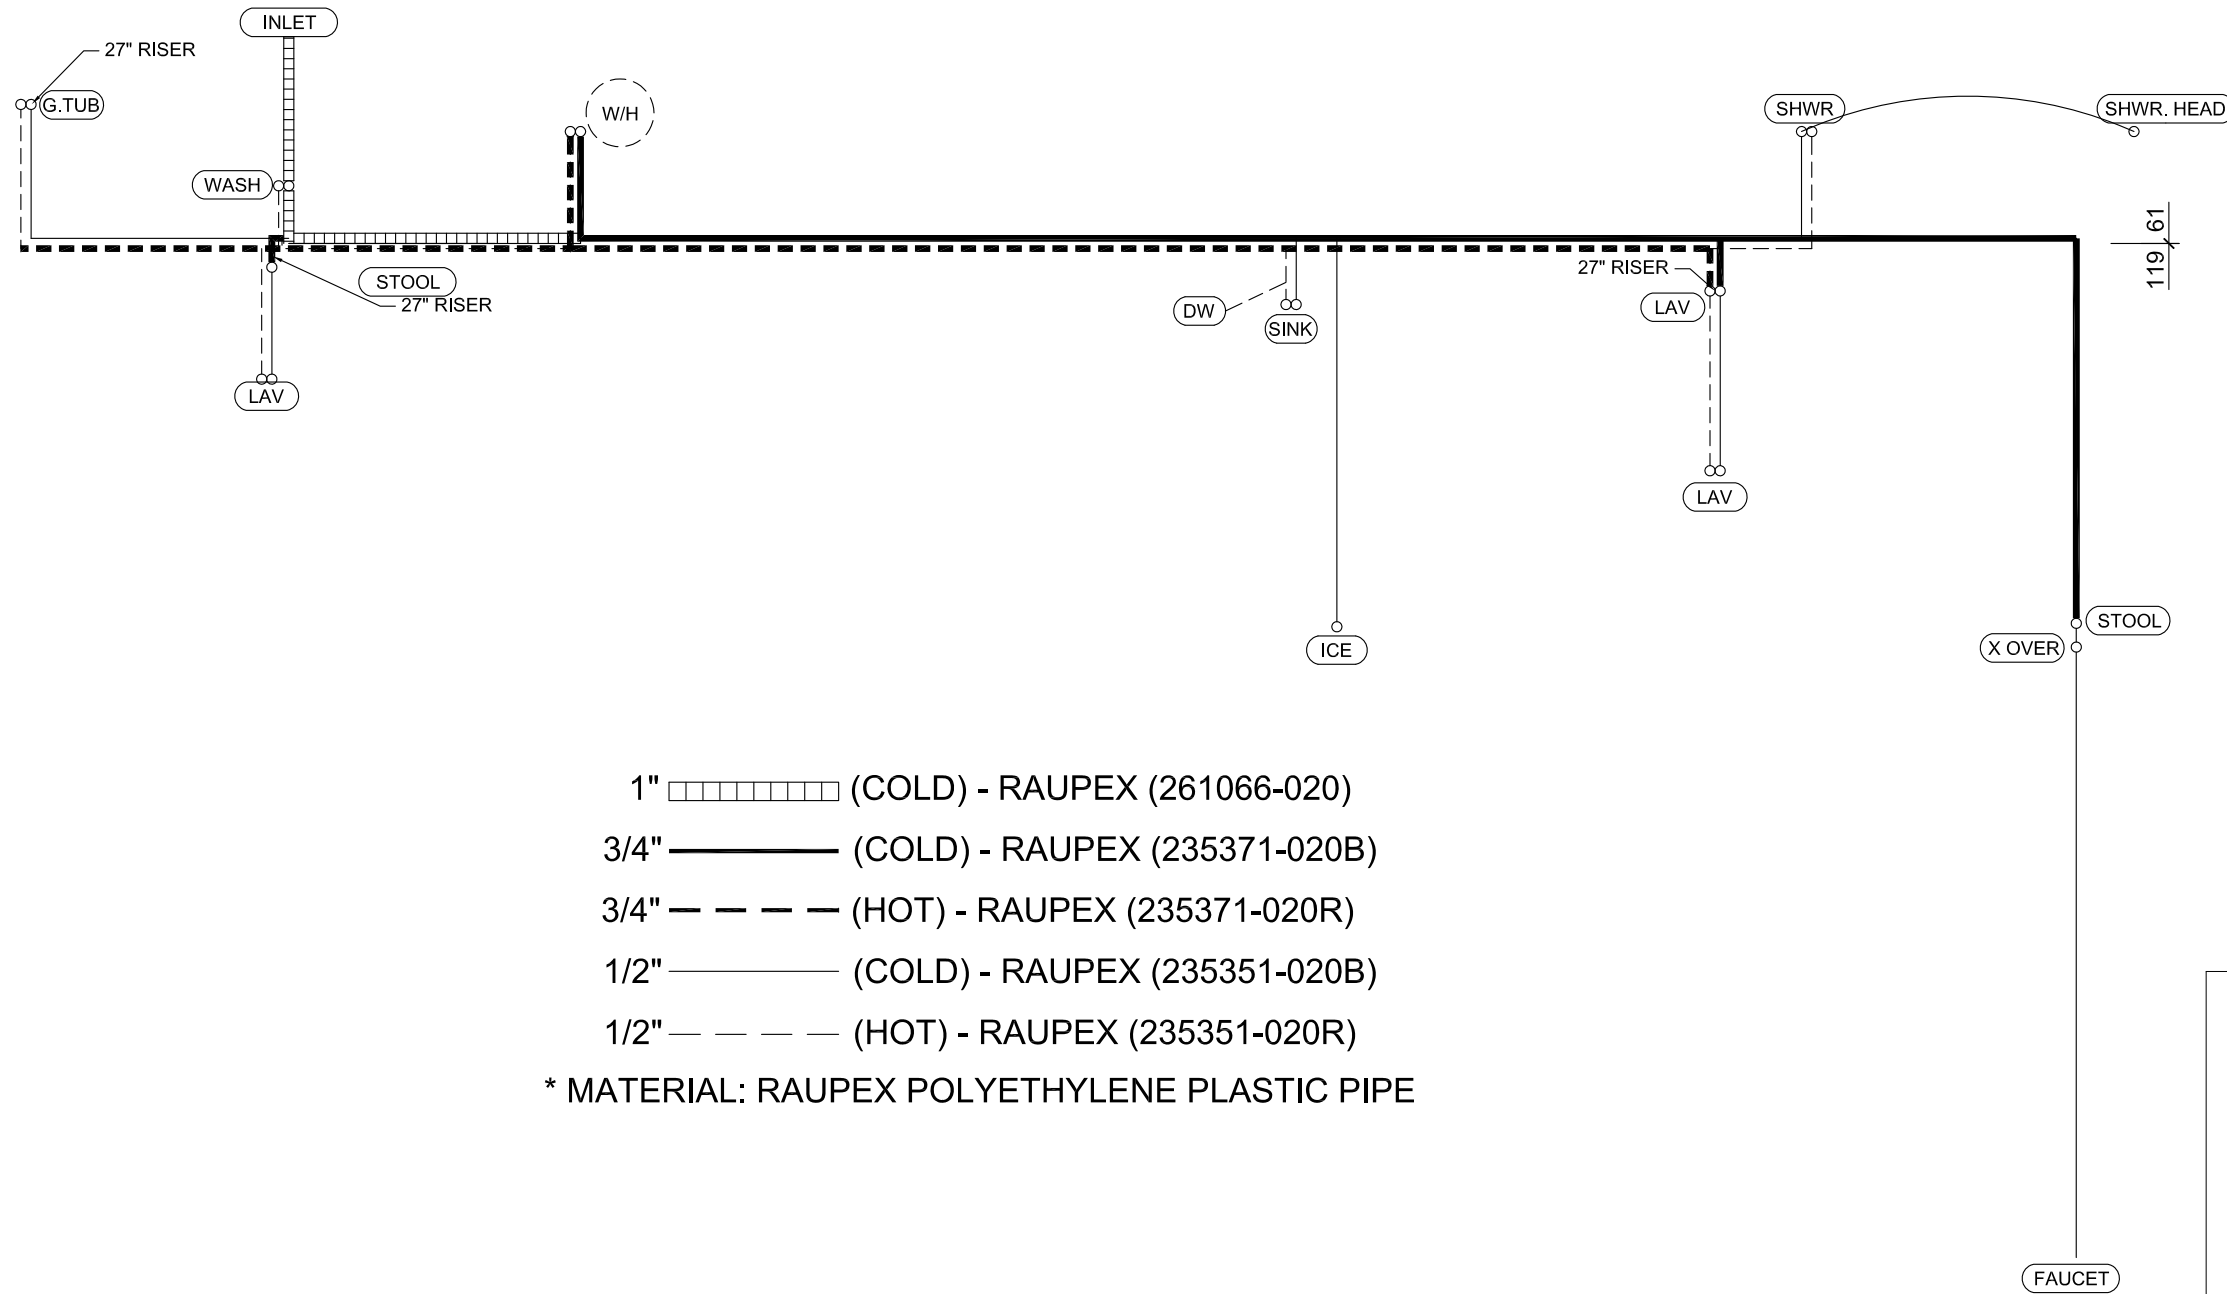 INLET
27" RISER
G.TUB
W/H
SHWR
SHWR. HEAD
WASH
61
119
STOOL
27" RISER
27" RISER
DW
SINK
LAV
LAV
LAV
STOOL
X OVER
ICE
1" (COLD) - RAUPEX (261066-020)
3/4" (COLD) - RAUPEX (235371-020B)
3/4" (HOT) - RAUPEX (235371-020R)
1/2" (COLD) - RAUPEX (235351-020B)
1/2" (HOT) - RAUPEX (235351-020R)
* MATERIAL: RAUPEX POLYETHYLENE PLASTIC PIPE
FAUCET